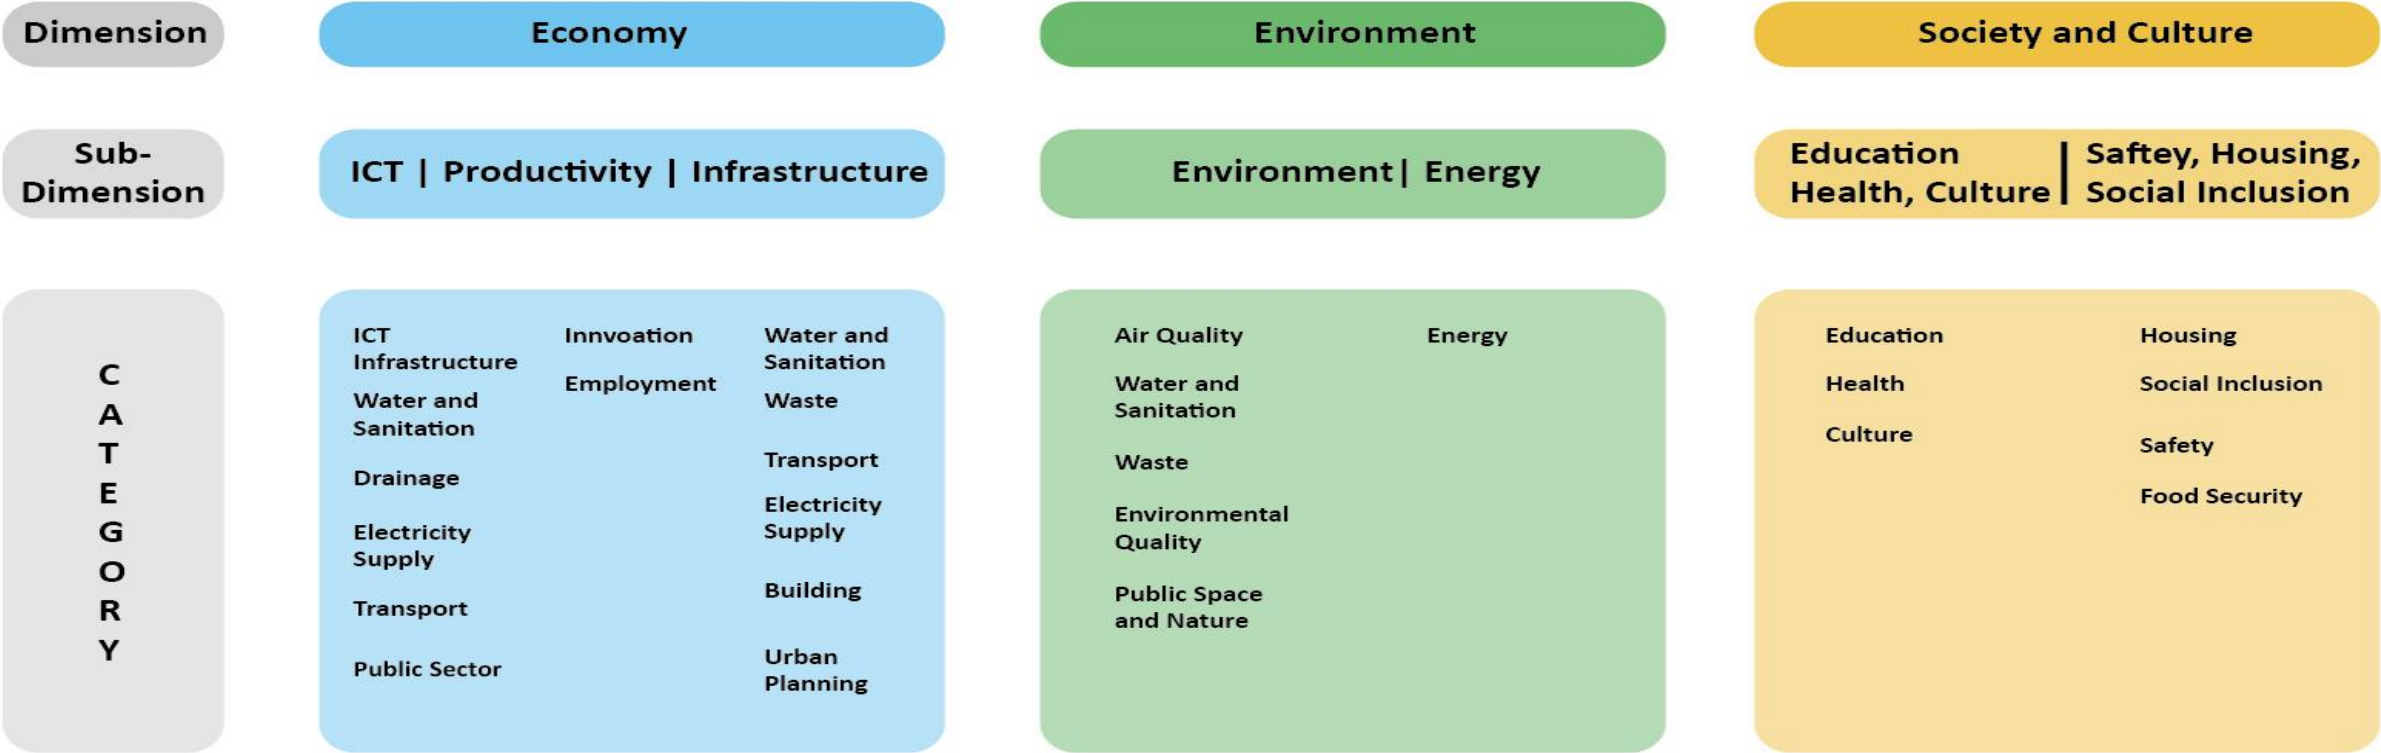 Dimension
Economy
Environment
Society and Culture
Sub-
Dimension
ICT | Productivity | Infrastructure
Environment| Energy
Education
Health, Culture
Saftey, Housing,
Social Inclusion
C
A
T
E
G
O
R
Y
ICT
Infrastructure
Water and
Sanitation
Drainage
Electricity
Supply
Transport
Public Sector
Innvoation
Employment
Water and
Sanitation
Waste
Transport
Electricity
Supply
Building
Urban
Planning
Air Quality
Water and
Sanitation
Waste
Environmental
Quality
Public Space
and Nature
Energy
Education
Health
Culture
Housing
Social Inclusion
Safety
Food Security